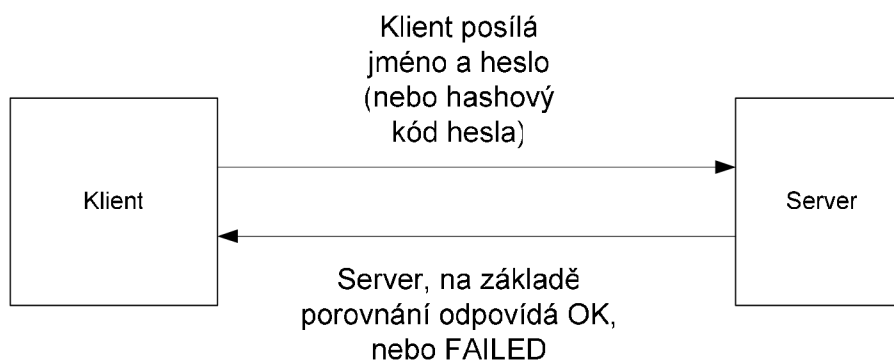 Klient posílá
jméno a heslo
(nebo hashový
kód hesla)
Klient
Server
Server, na základě
porovnání odpovídá OK,
nebo FAILED